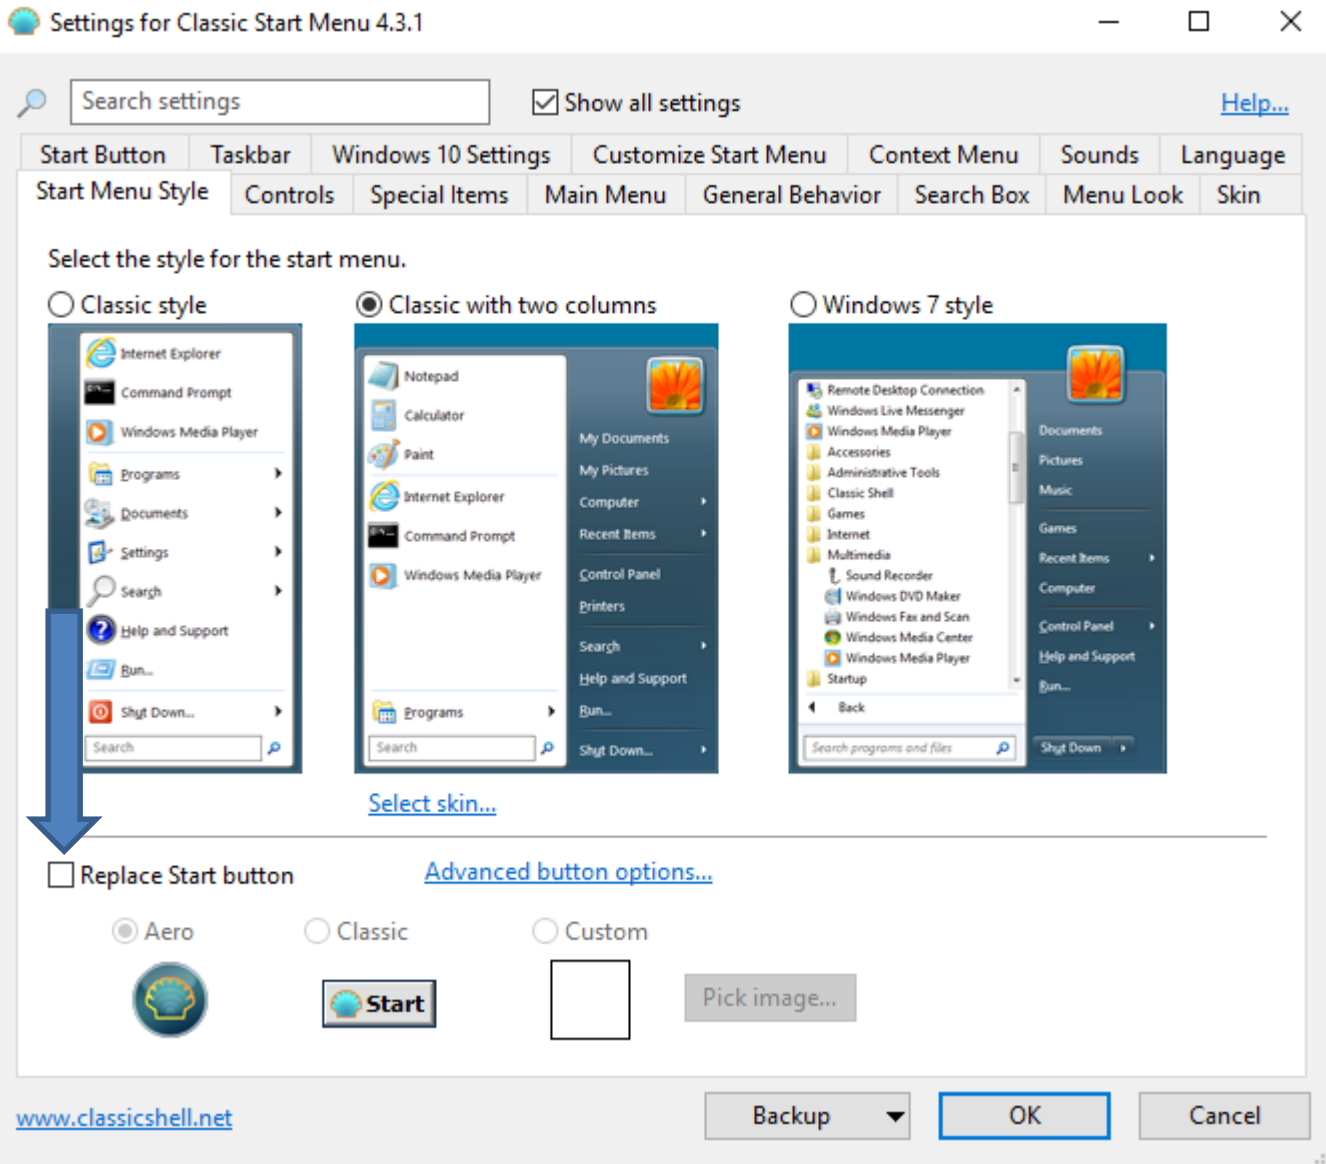 Settings for Classic Start Menu 4.3.1
Search settings
Show all settings
Help...
Start Button Taskbar Windows 10 Settings Customize Start Menu Context Menu Sounds Language
Start Menu Style Controls Special Items Main Menu General Behavior Search Box Menu Look Skin
Select the style for the start menu.
Classic style
Internet Explorer
Command Prompt
Windows Media Player
Programs
Documents
Settings
Search
Help and Support
Run...
Shut Down...
Search
Classic with two columns
Notepad
Calculator
Paint
Internet Explorer
Command Prompt
Windows Media Player
Programs
Search
My Documents
My Pictures
Computer
Recent Items
Control Panel
Printers
Search
Help and Support
Run...
Shut Down...
Windows 7 style
Remote Desktop Connection
Windows Live Messenger
Windows Media Player
Accessories
Administrative Tools
Classic Shell
Games
Internet
Multimedia
Sound Recorder
Windows DVD Maker
Windows Fax and Scan
Windows Media Center
Windows Media Player
Startup
Back
Search programs and files
Documents
Pictures
Music
Games
Recent Items
Computer
Control Panel
Help and Support
Run...
Shut Down
Select skin...
Replace Start button
Advanced button options...
Aero
Classic
Custom
Start
Pick image...
www.classicshell.net
Backup
OK
Cancel